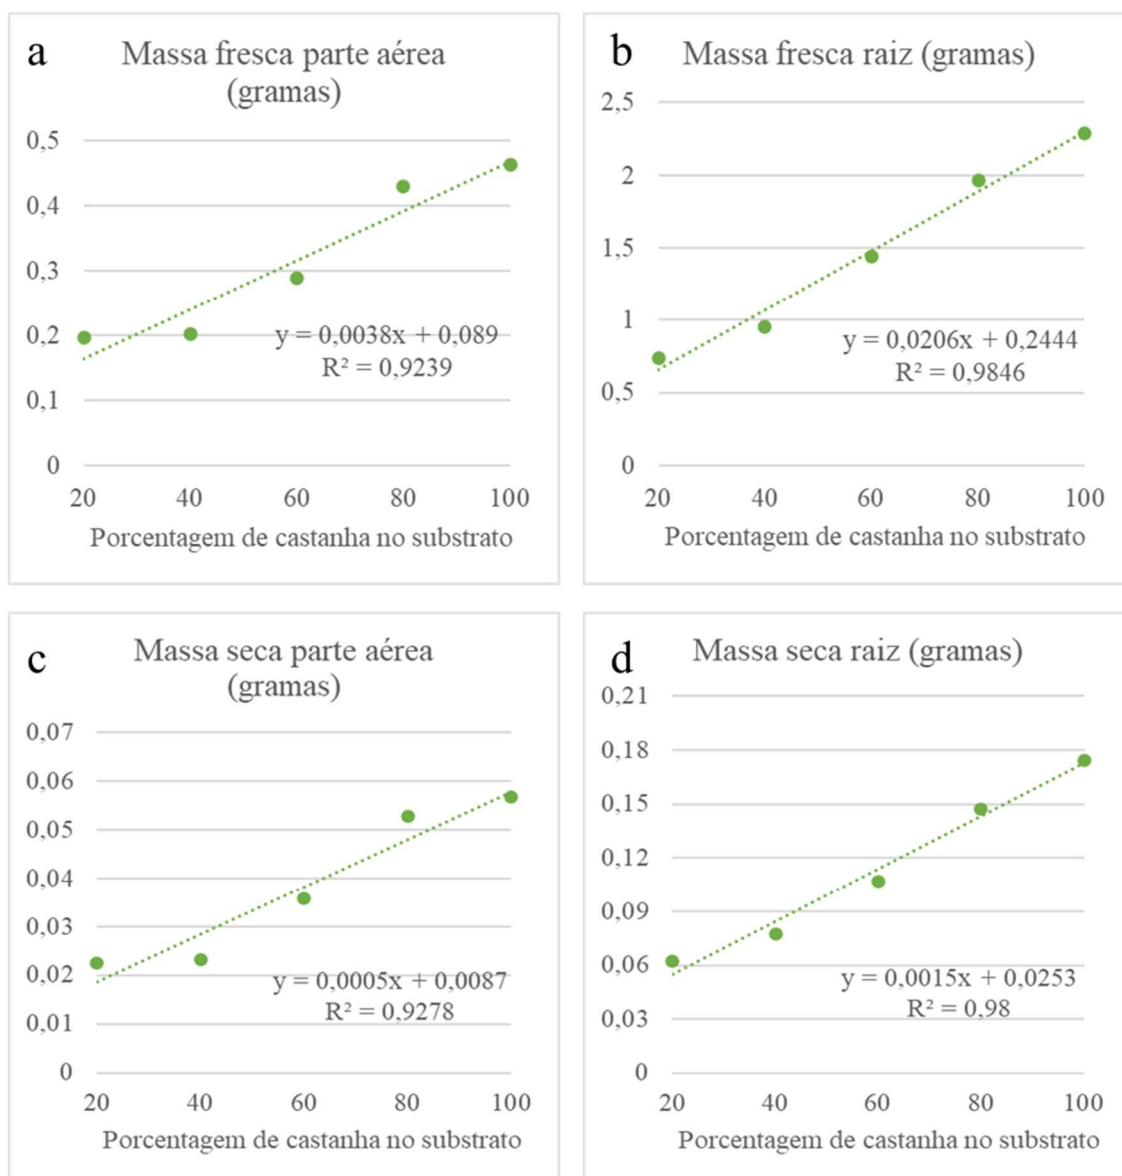 a
Massa fresca parte aérea
(gramas)
0,5
0,4
0,3
0,2
0,1
0
y = 0,0038x + 0,089
R² = 0,9239
20 40 60 80 100
Porcentagem de castanha no substrato
b
Massa fresca raiz (gramas)
2,5
2
1,5
1
0,5
0
y = 0,0206x + 0,2444
R² = 0,9846
20 40 60 80 100
Porcentagem de castanha no substrato
c
Massa seca parte aérea
(gramas)
0,07
0,06
0,05
0,04
0,03
0,02
0,01
0
y = 0,0005x + 0,0087
R² = 0,9278
20 40 60 80 100
Porcentagem de castanha no substrato
d
Massa seca raiz (gramas)
0,21
0,18
0,15
0,12
0,09
0,06
0,03
0
y = 0,0015x + 0,0253
R² = 0,98
20 40 60 80 100
Porcentagem de castanha no substrato